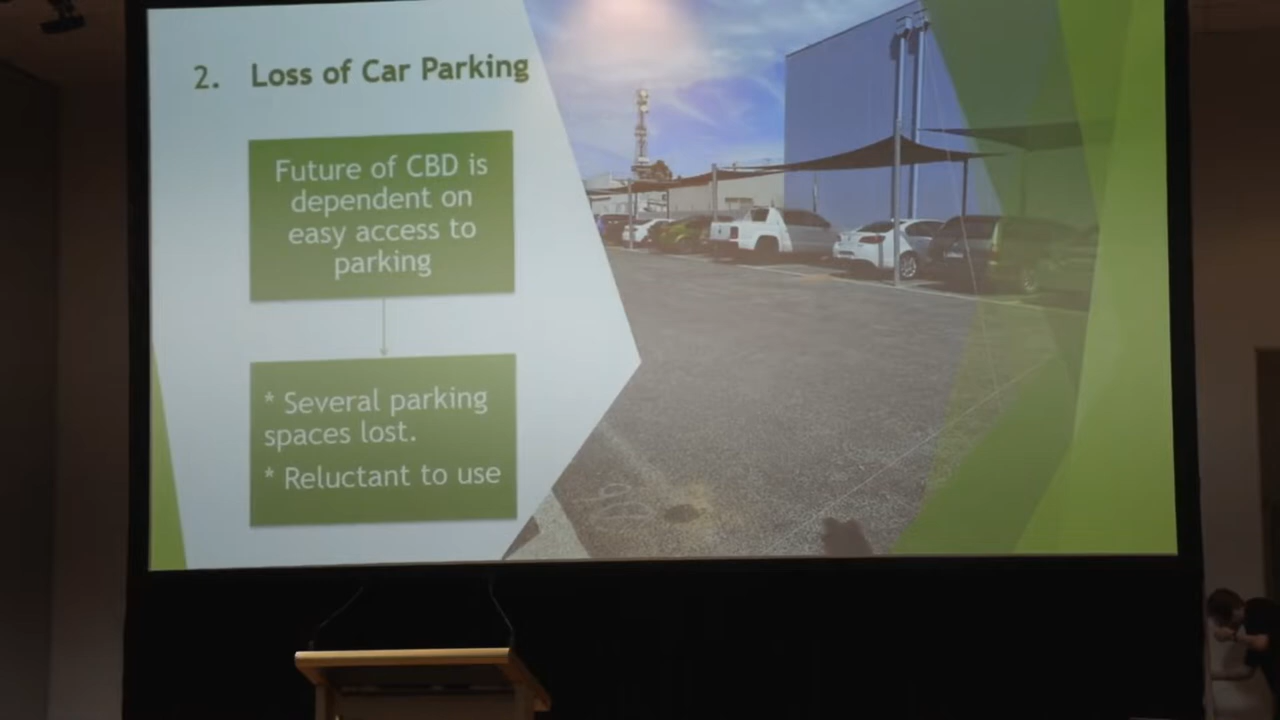 2. Loss of Car Parking
Future of CBD is
dependent on
easy access to
parking
* Several parking
spaces lost.
* Reluctant to use